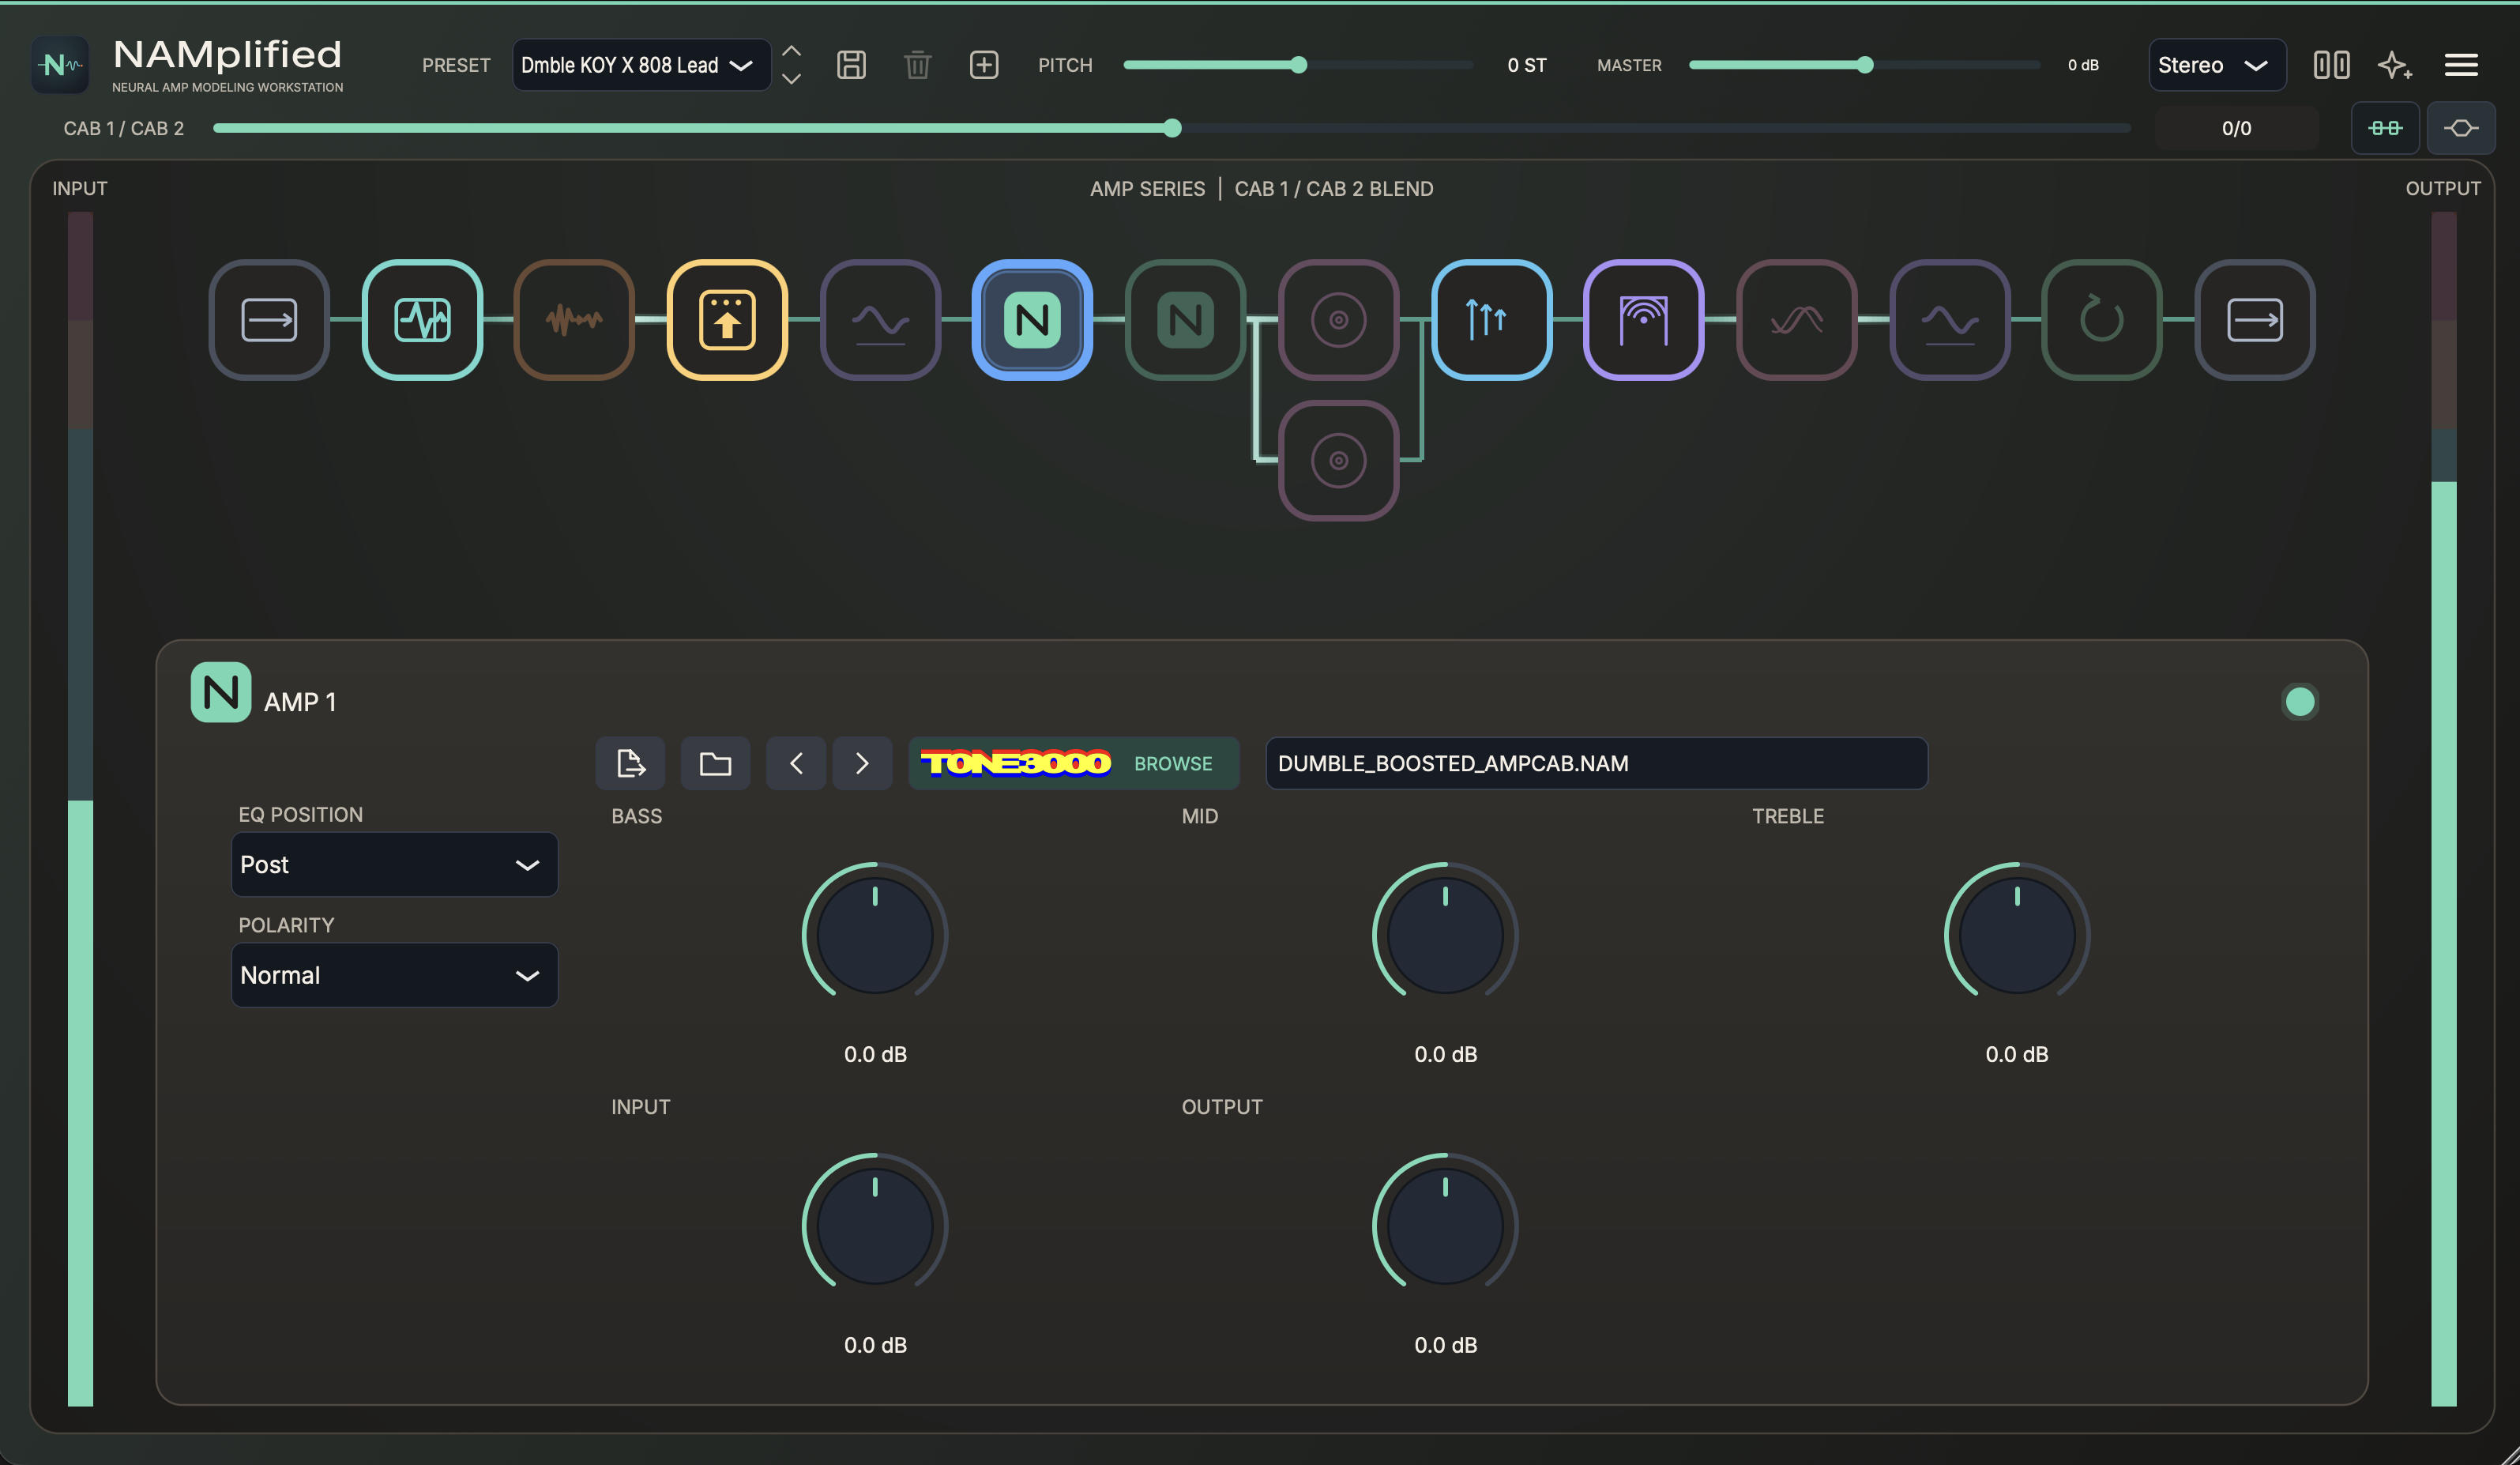 NAMplified
NEURAL AMP MODELING WORKSTATION
PRESET
Dmble KOY X 808 Lead
PITCH
0 ST
MASTER
0 dB
Stereo
CAB 1 / CAB 2
0/0
INPUT
AMP SERIES | CAB 1 / CAB 2 BLEND
OUTPUT
N
AMP 1
TONE3000 BROWSE
DUMBLE_BOOSTED_AMPCAB.NAM
EQ POSITION
Post
POLARITY
Normal
BASS
MID
TREBLE
0.0 dB
0.0 dB
0.0 dB
INPUT
OUTPUT
0.0 dB
0.0 dB